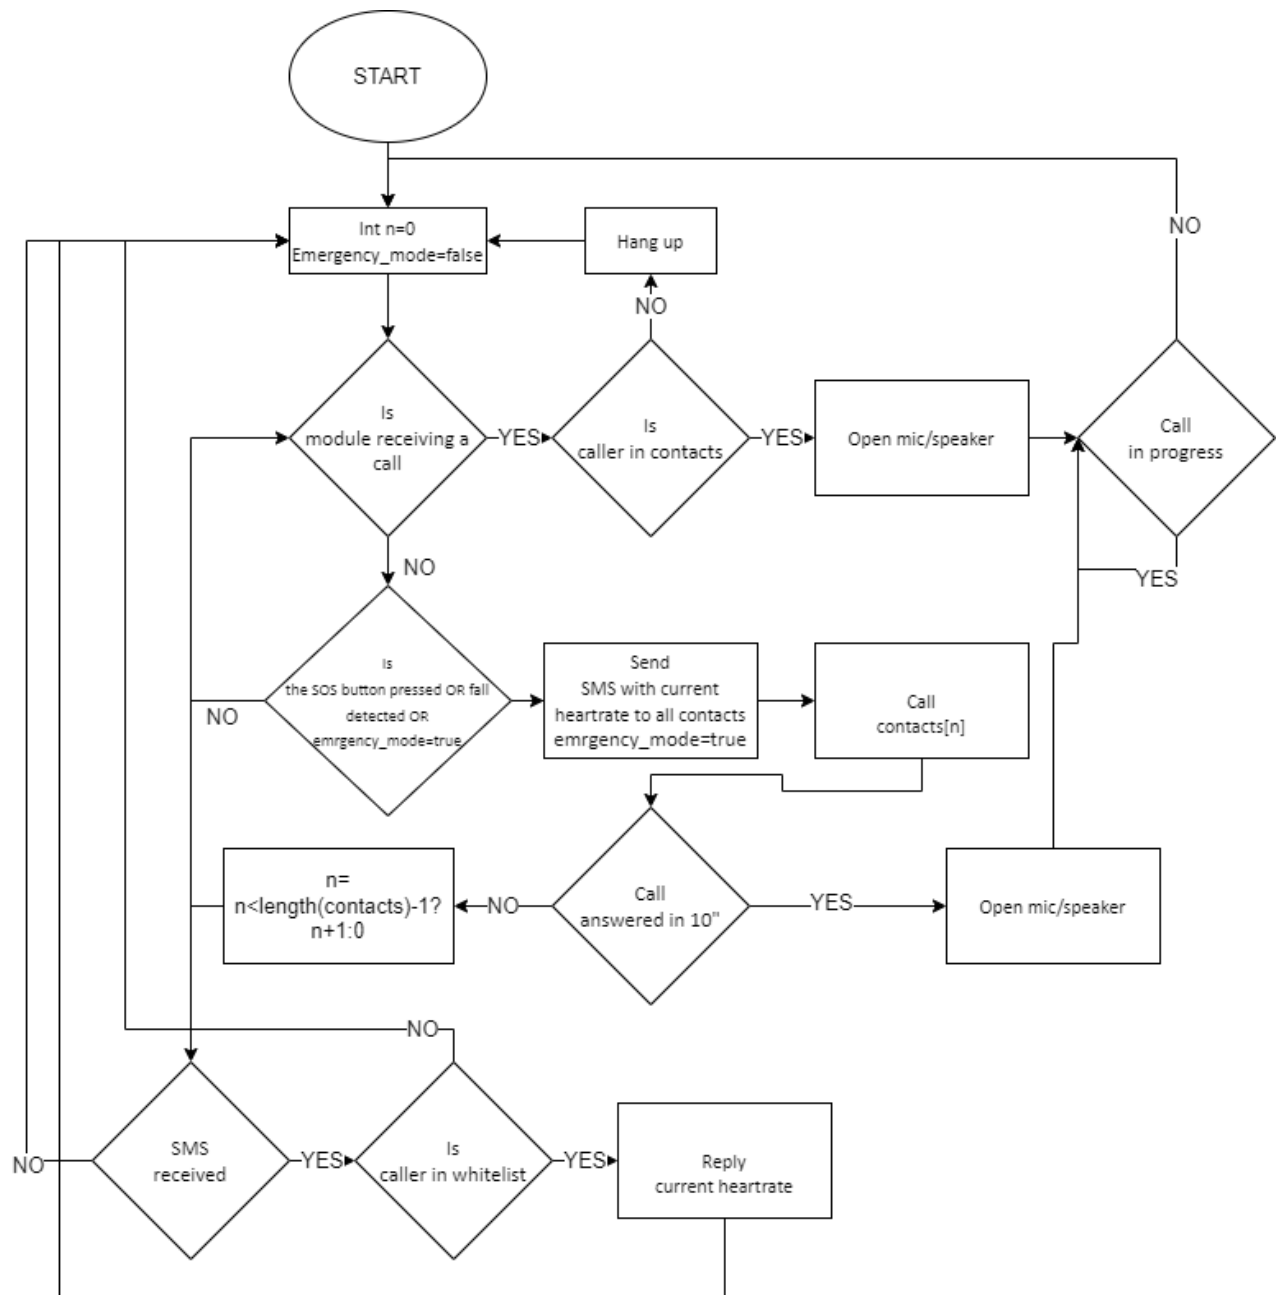 START
Int n=0
Emergency_mode=false
Hang up
NO
NO
Is
module receiving a
call
YES
Is
caller in contacts
YES
Open mic/speaker
Call
in progress
NO
YES
Is
the SOS button pressed OR fall
detected OR
emrgency_mode=true
NO
Send
SMS with current
heartrate to all contacts
emrgency_mode=true
Call
contacts[n]
n=
n<length(contacts)-1?
n+1:0
NO
Call
answered in 10"
YES
Open mic/speaker
NO
NO
SMS
received
YES
Is
caller in whitelist
YES
Reply
current heartrate